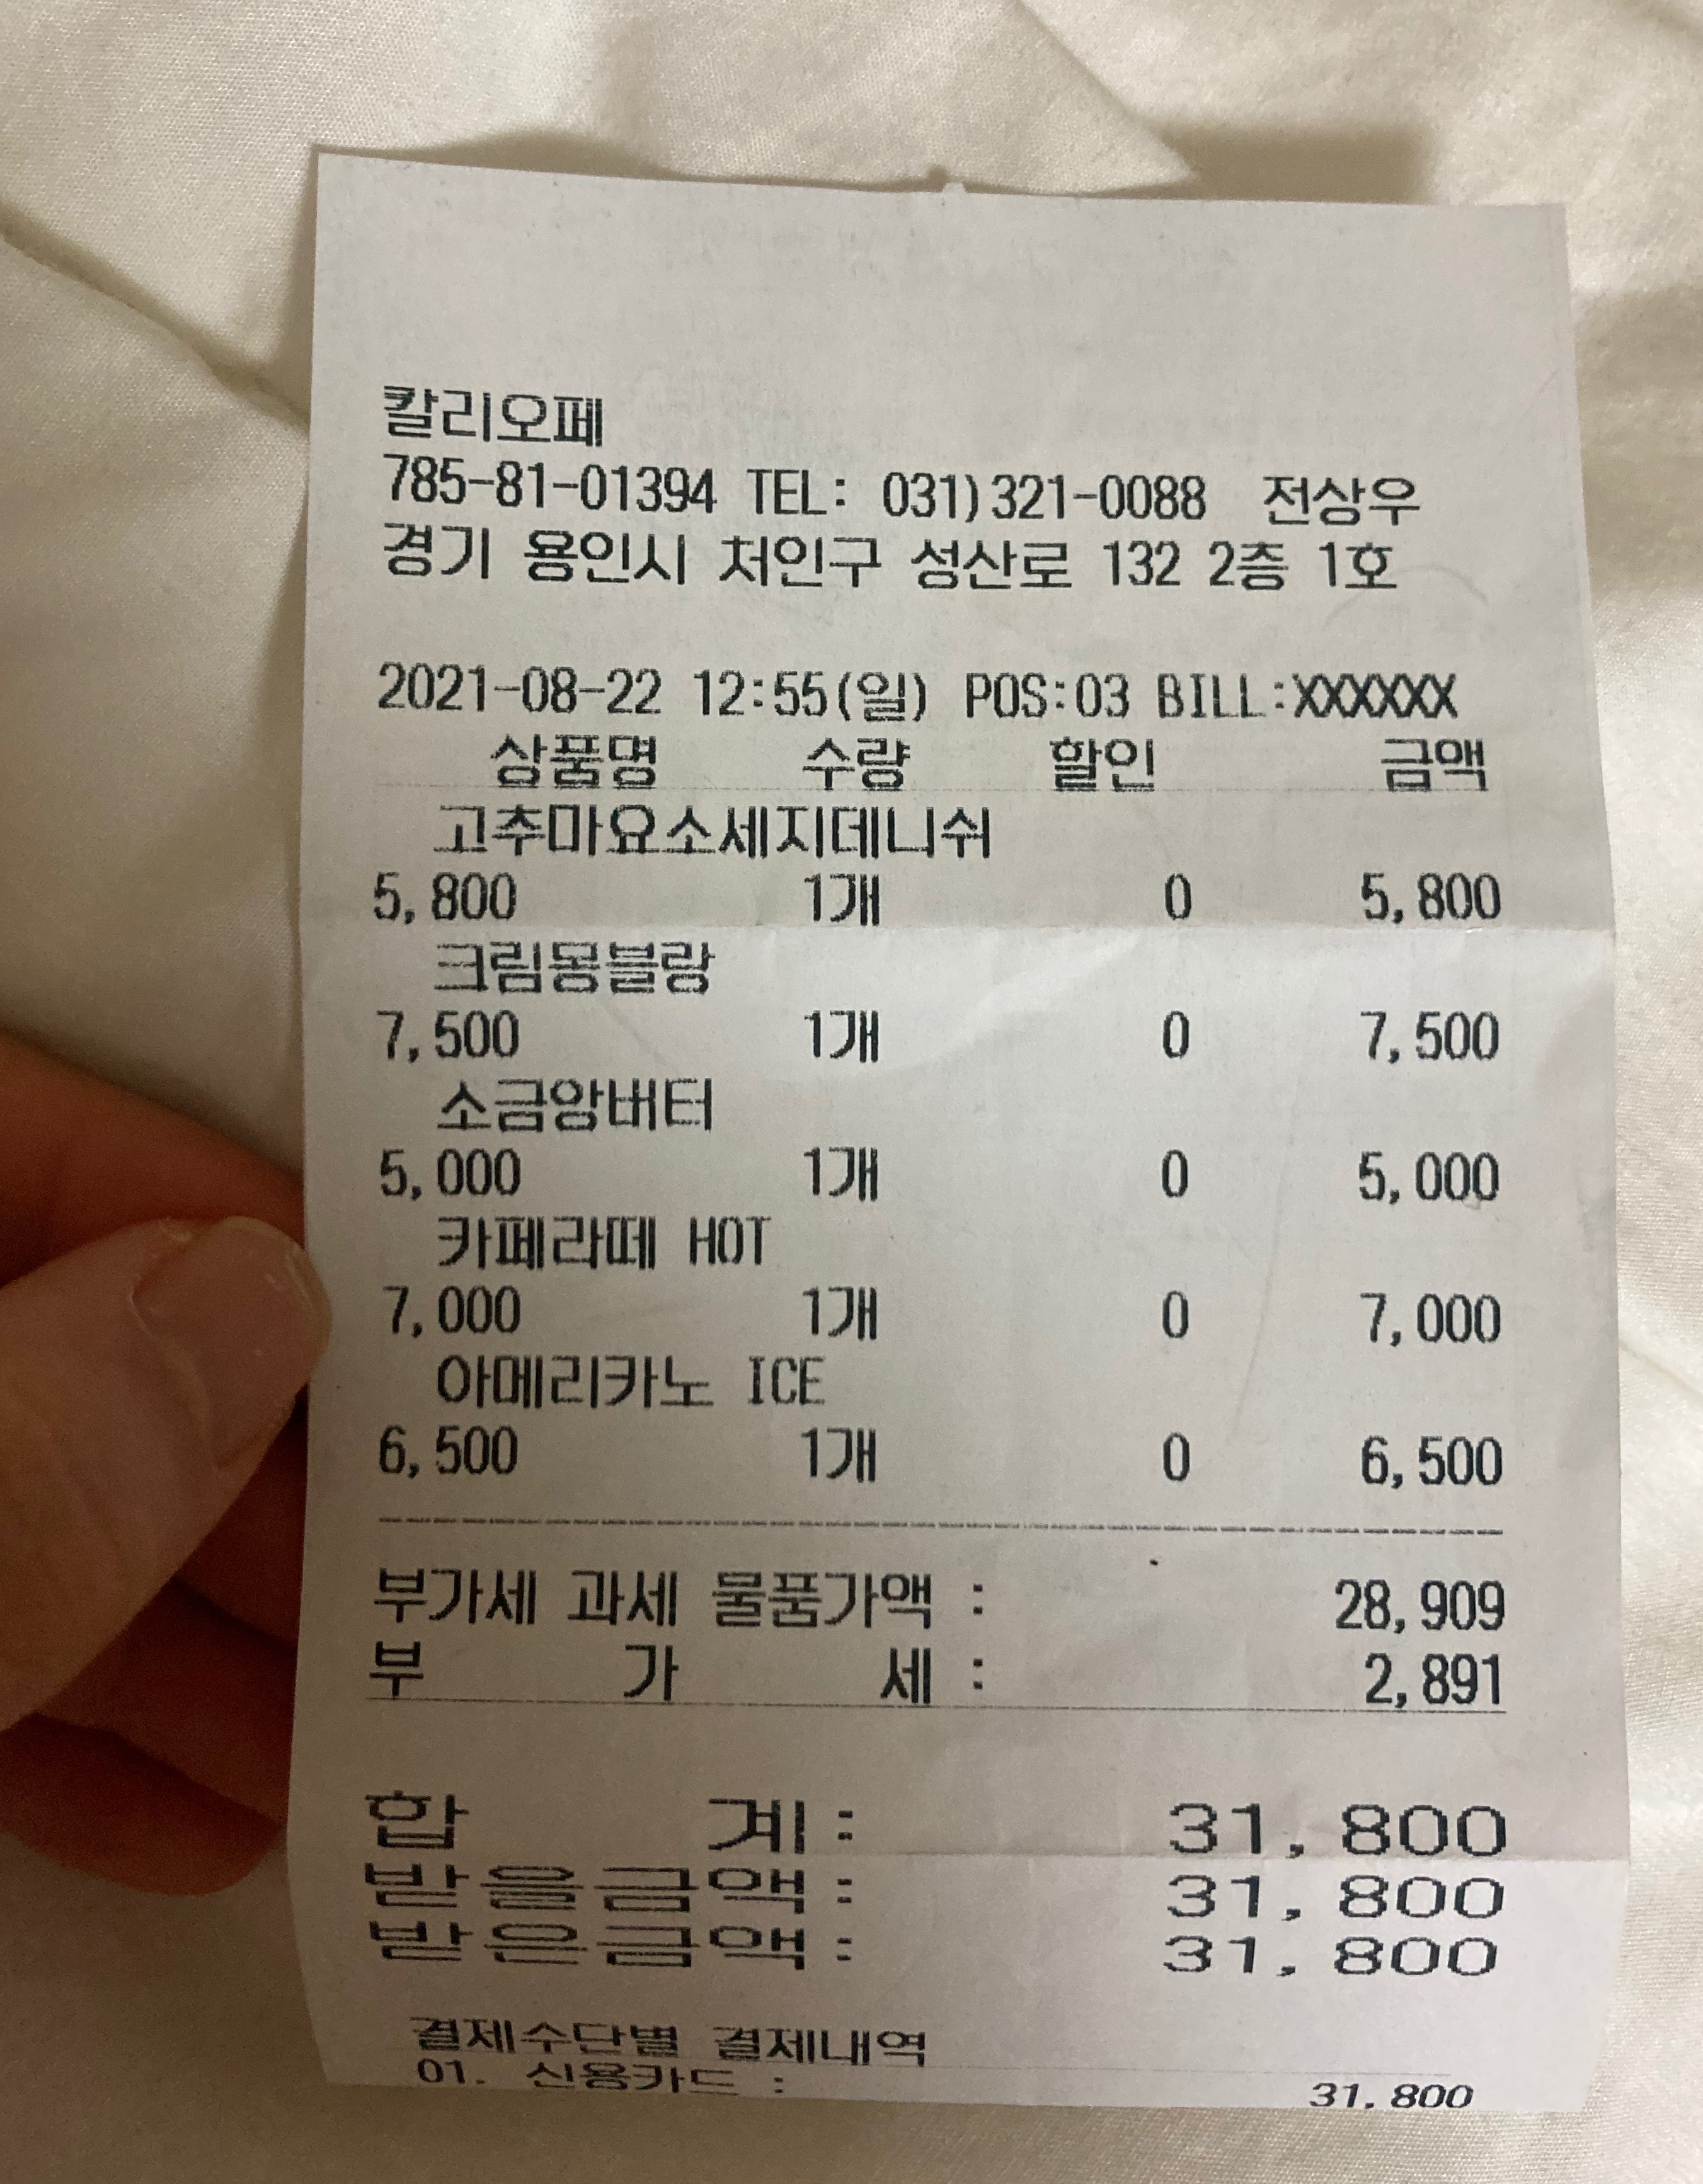 칼리오페
785-81-01394 TEL: 031)321-0088 전상우
경기 용인시 처인구 성산로 132 2층 1호
2021-08-22 12:55(일) POS:03 BILL:XXXXXX
상품명 수량 할인 금액
고추마요소세지데니쉬
5,800 1개 0 5,800
크림몽블랑
7,500 1개 0 7,500
소금앙버터
5,000 1개 0 5,000
카페라떼 HOT
7,000 1개 0 7,000
아메리카노 ICE
6,500 1개 0 6,500
부가세 과세 물품가액 : 28,909
부 가 세 : 2,891
합 계: 31,800
받을금액: 31,800
받은금액: 31,800
결제수단별 결제내역
01. 신용카드 : 31,800